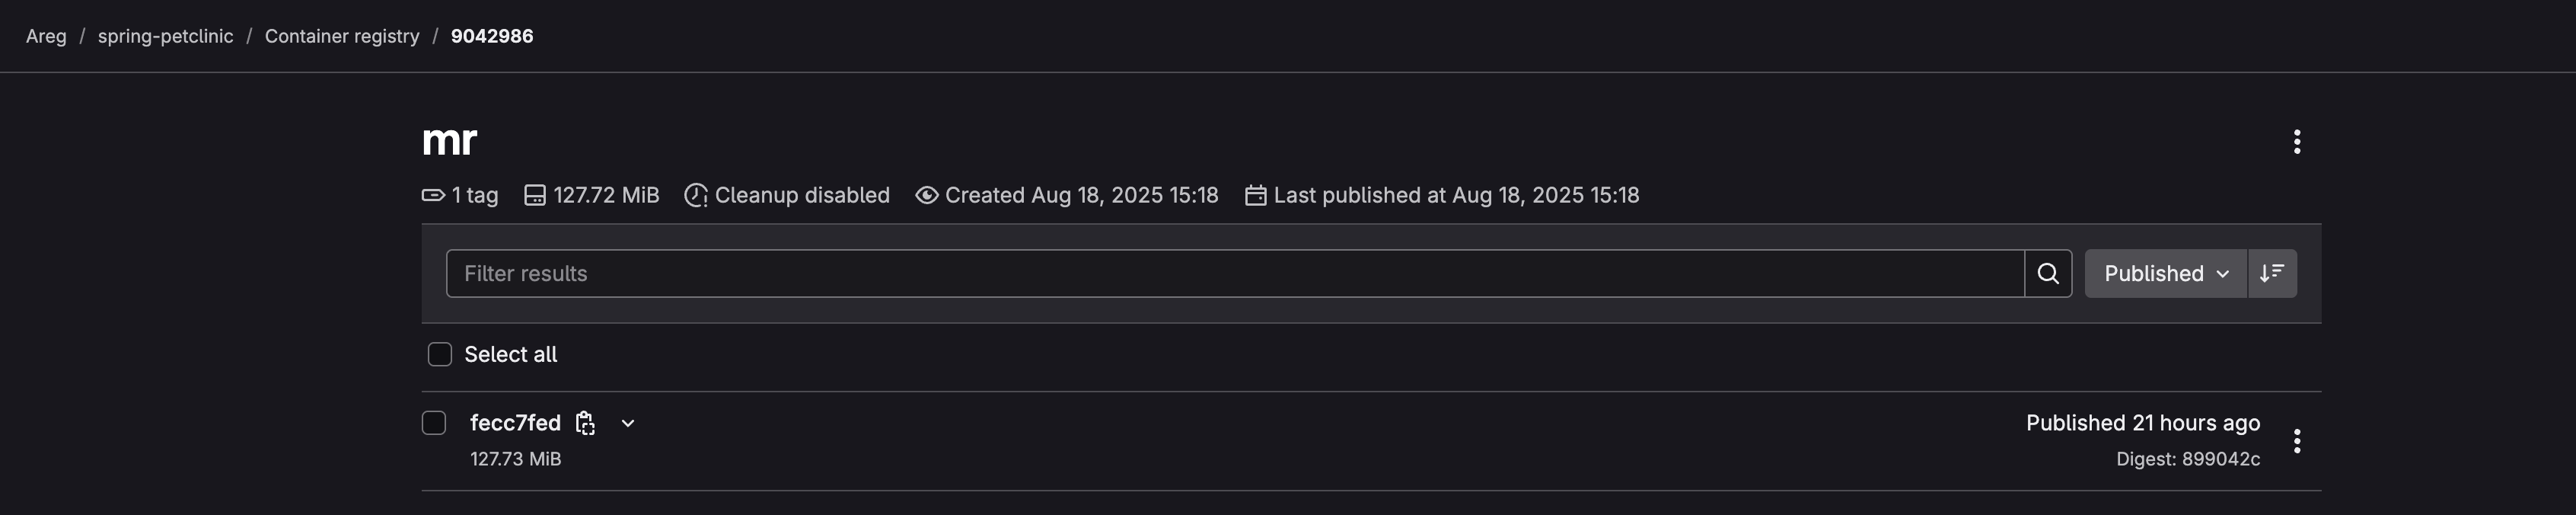 Areg / spring-petclinic / Container registry / 9042986
mr
1 tag 127.72 MiB Cleanup disabled Created Aug 18, 2025 15:18 Last published at Aug 18, 2025 15:18
Filter results Published
Select all
fecc7fed Published 21 hours ago
127.73 MiB Digest: 899042c